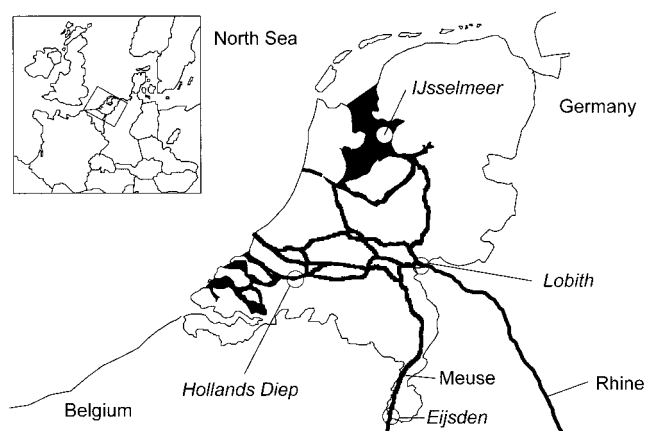 North Sea
IJsselmeer
Germany
Lobith
Hollands Diep
Meuse
Rhine
Belgium
Eijsden